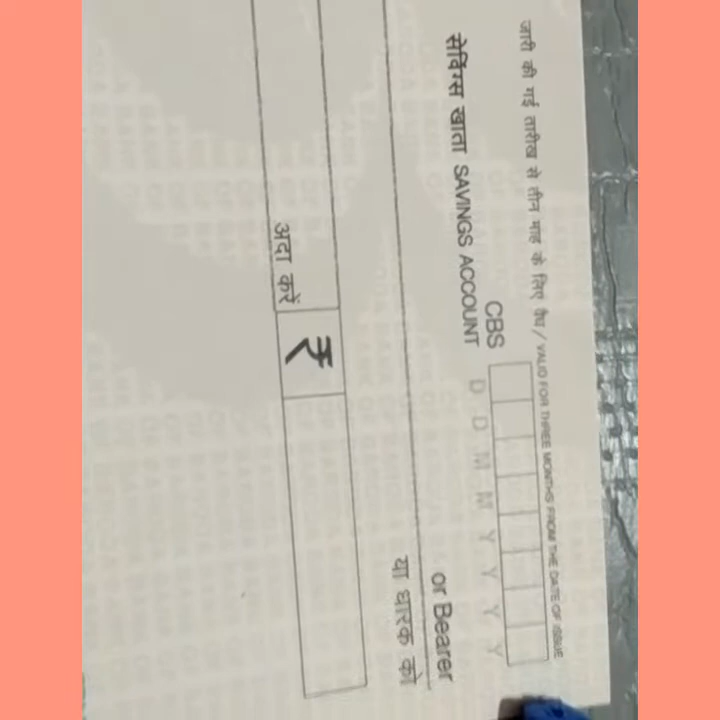 जारी की गई तारीख से तीन माह के लिए वैध / VALID FOR THREE MONTHS FROM THE DATE OF ISSUE
D D M M Y Y Y Y
CBS
सेविंग्स खाता SAVINGS ACCOUNT
or Bearer
या धारक को
अदा करें ₹